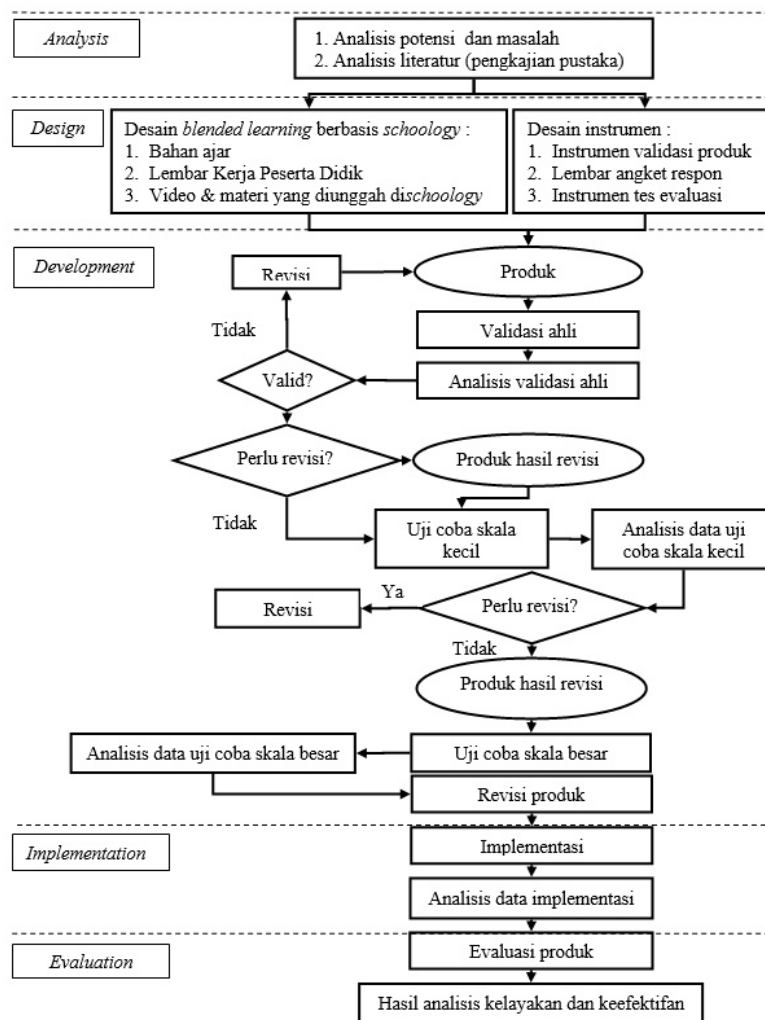 Analysis
1. Analisis potensi dan masalah
2. Analisis literatur (pengkajian pustaka)
Design
Desain blended learning berbasis schoology :
1. Bahan ajar
2. Lembar Kerja Peserta Didik
3. Video & materi yang diunggah dischoology
Desain instrumen :
1. Instrumen validasi produk
2. Lembar angket respon
3. Instrumen tes evaluasi
Development
Revisi
Produk
Tidak
Validasi ahli
Valid?
Analisis validasi ahli
Perlu revisi?
Produk hasil revisi
Tidak
Uji coba skala
kecil
Analisis data uji
coba skala kecil
Revisi
Ya
Perlu revisi?
Tidak
Produk hasil revisi
Analisis data uji coba skala besar
Uji coba skala besar
Revisi produk
Implementation
Implementasi
Analisis data implementasi
Evaluation
Evaluasi produk
Hasil analisis kelayakan dan keefektifan